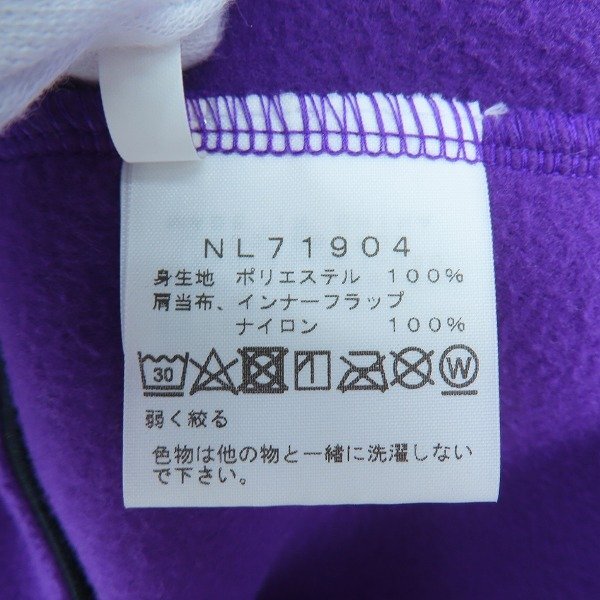 NL71904
身生地　ポリエステル　100%
肩当布、インナーフラップ
ナイロン　100%
30
W
弱く絞る
色物は他の物と一緒に洗濯しない
で下さい。